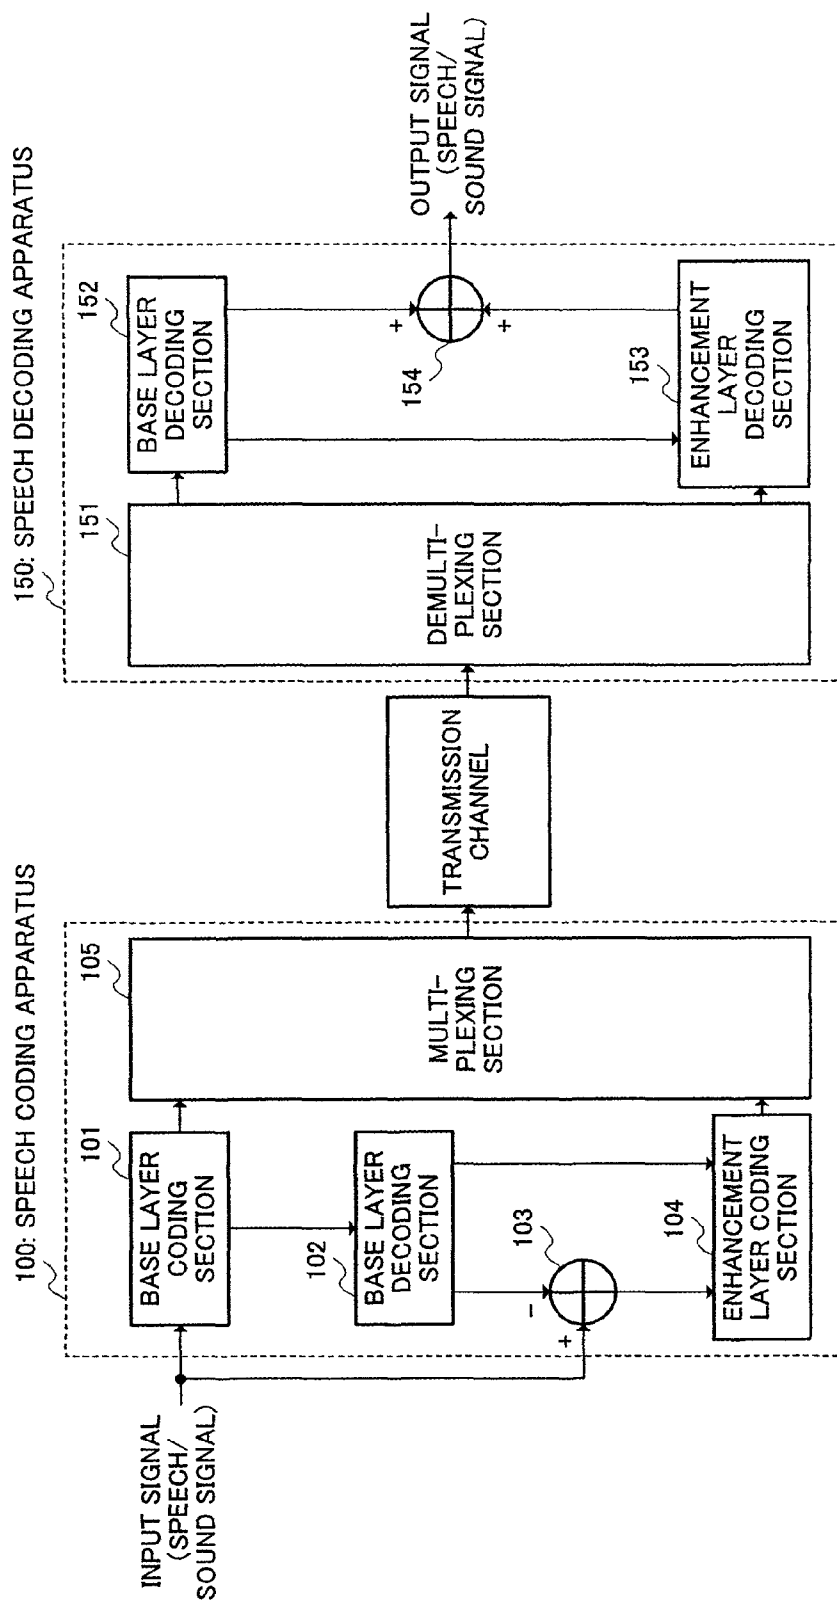 100: SPEECH CODING APPARATUS
INPUT SIGNAL
(SPEECH/
SOUND SIGNAL)
101
BASE LAYER
CODING
SECTION
102
BASE LAYER
DECODING
SECTION
103
-
+
104
ENHANCEMENT
LAYER CODING
SECTION
105
MULTI-
PLEXING
SECTION
TRANSMISSION
CHANNEL
150: SPEECH DECODING APPARATUS
151
DEMULTI-
PLEXING
SECTION
152
BASE LAYER
DECODING
SECTION
+
+
154
153
ENHANCEMENT
LAYER
DECODING
SECTION
OUTPUT SIGNAL
(SPEECH/
SOUND SIGNAL)